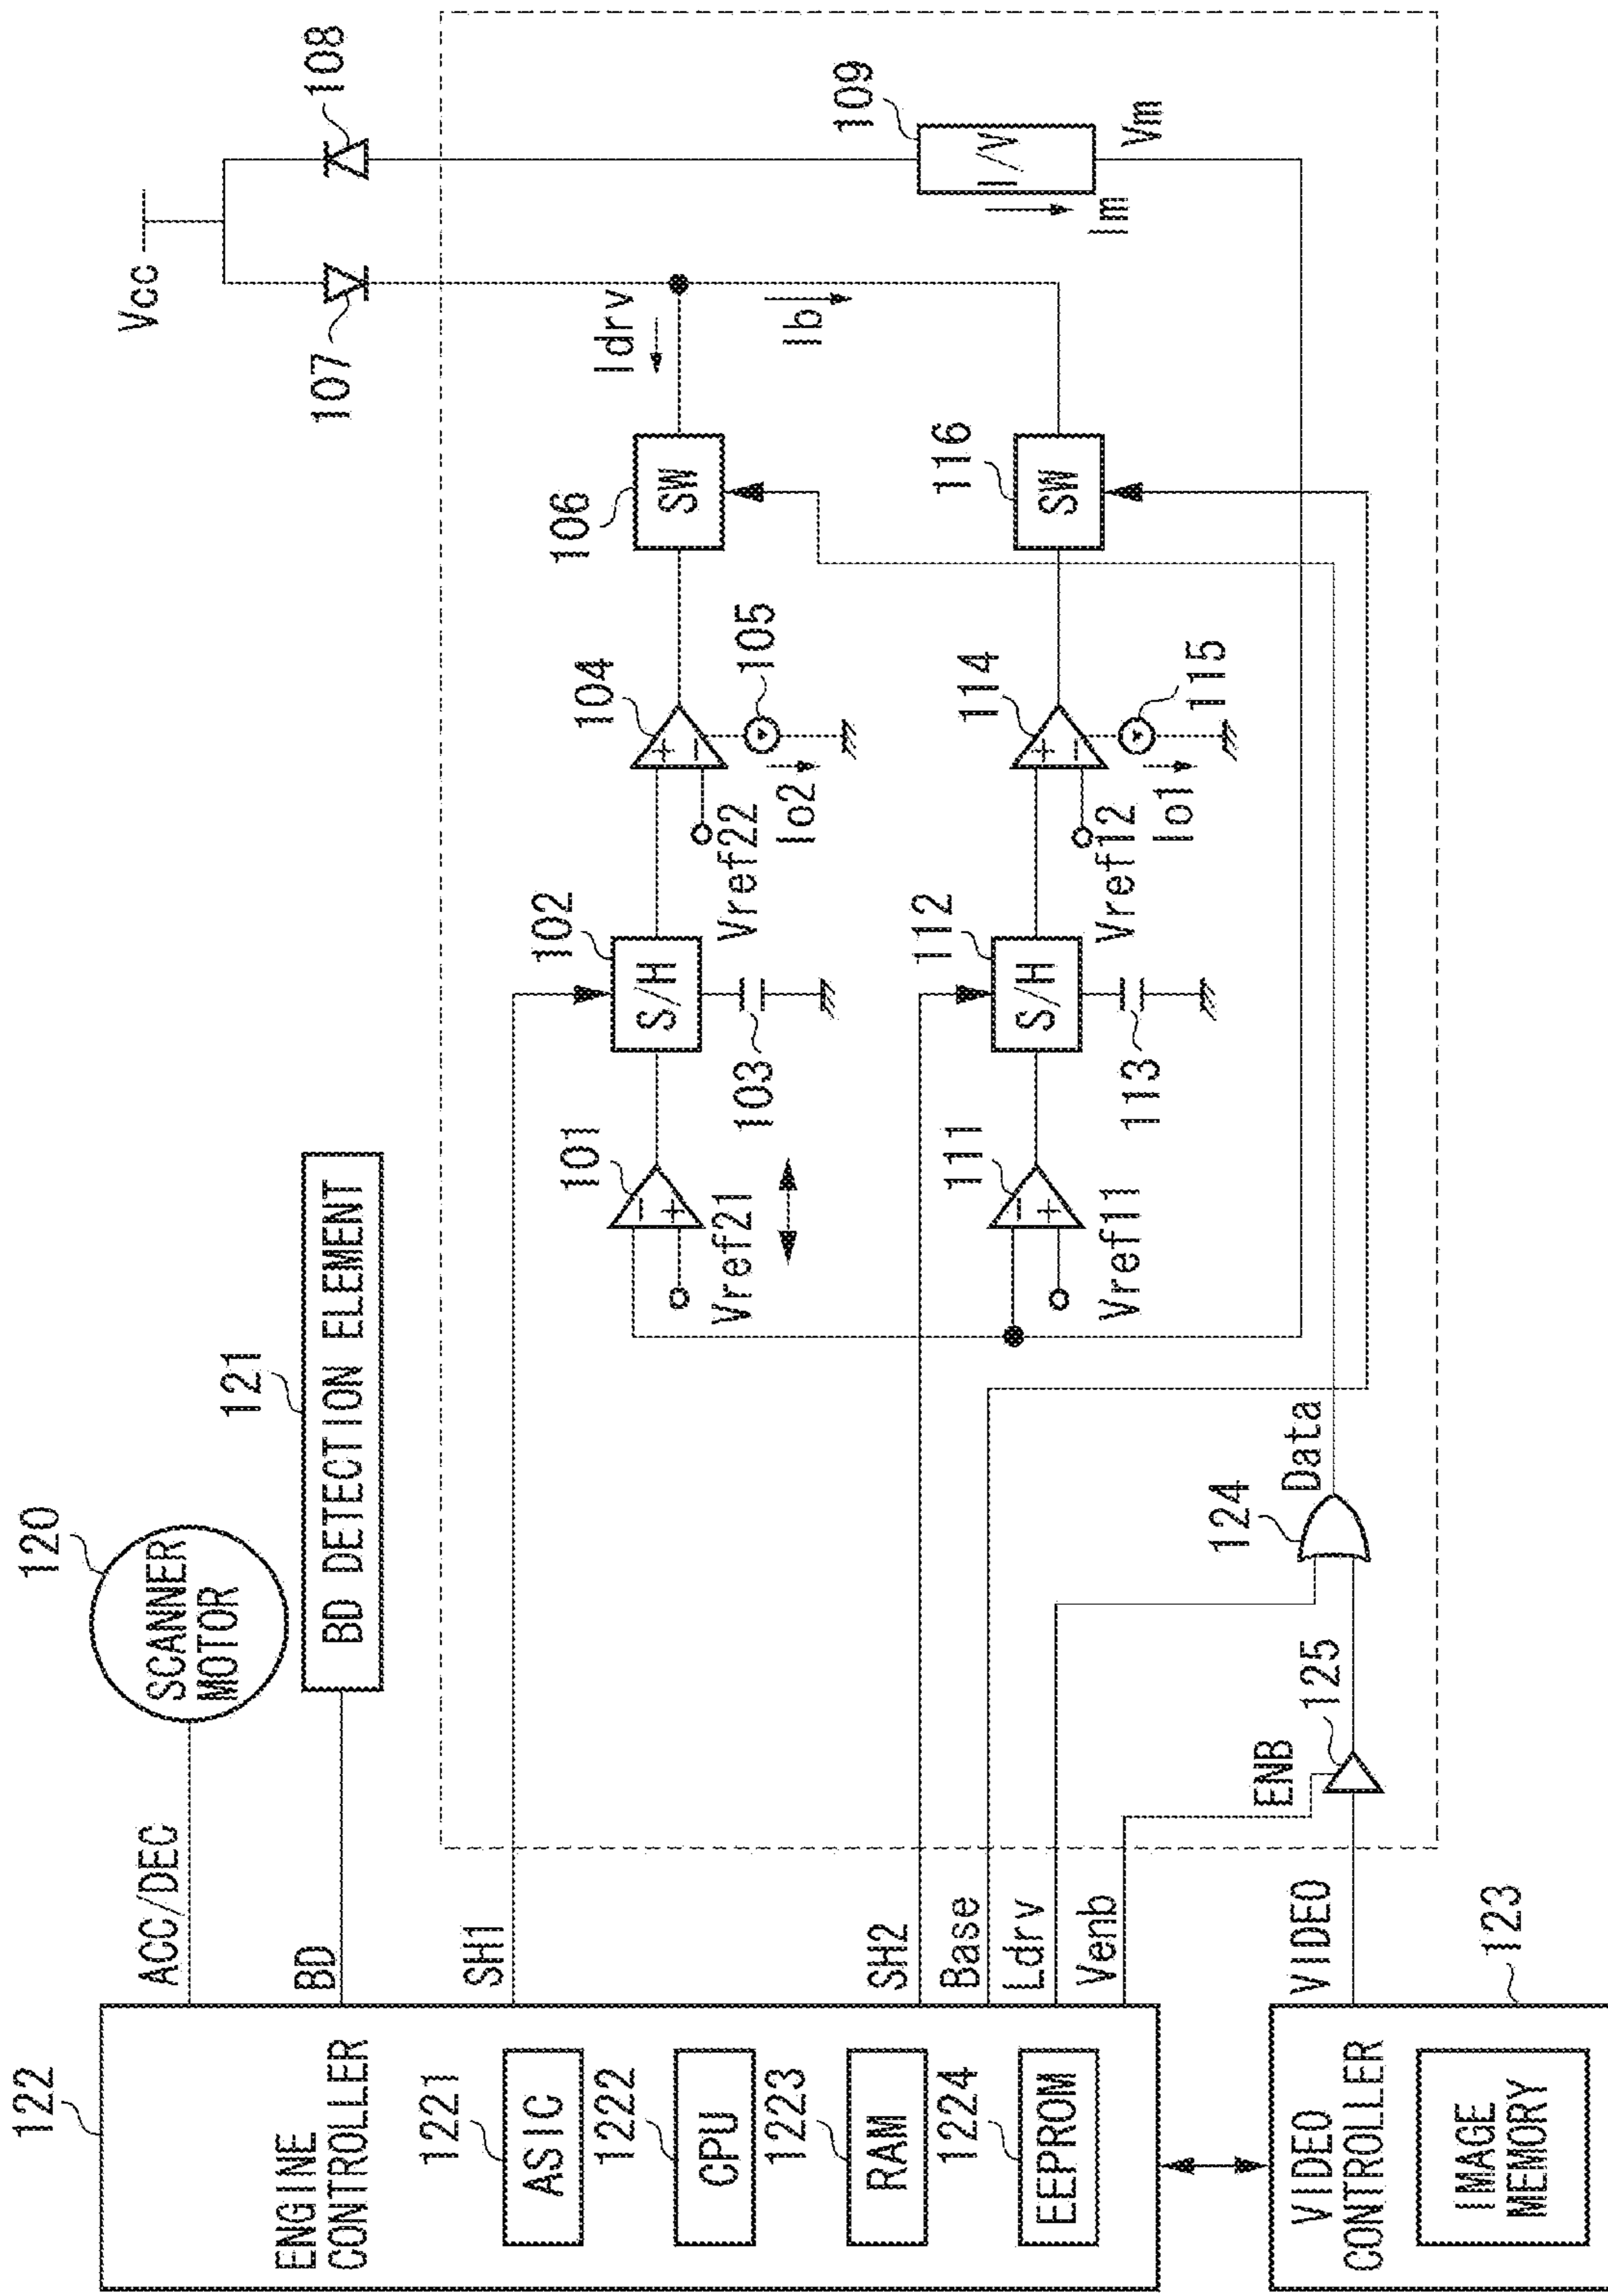 122
ENGINE
CONTROLLER
1221
ASIC
1222
CPU
1223
RAM
1224
EEPROM
VIDEO
CONTROLLER
IMAGE
MEMORY
123
ACC/DEC
BD
SH1
SH2
Base
Ldrv
Venb
VIDEO
120
SCANNER
MOTOR
121
BD DETECTION ELEMENT
ENB
125
124
Data
101
−
+
Vref21
111
−
+
Vref11
102
S/H
103
112
S/H
113
104
+
−
Vref22
105
Io2
114
+
−
Vref12
115
Io1
106
SW
116
SW
Idrv
Ib
Vcc
107
108
109
I/V
Im
Vm